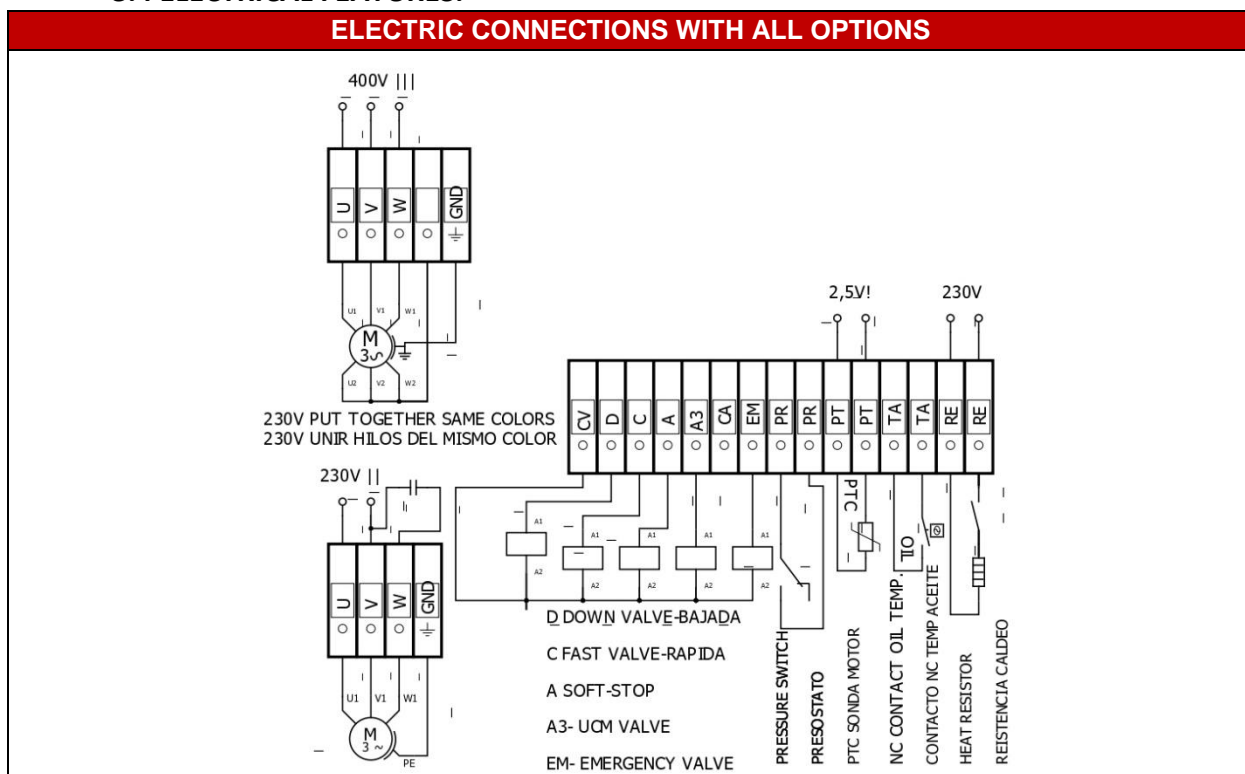 ELECTRIC CONNECTIONS WITH ALL OPTIONS
400V |||
U V W GND
U1 V1 W1
M
3~
U2 V2 W2
230V PUT TOGETHER SAME COLORS
230V UNIR HILOS DEL MISMO COLOR
230V ||
U V W GND
U1 V1 W1
M
3 ~
PE
2,5V!
230V
CV D C A A3 CA EM PR PR PT PT TA TA RE RE
PTC
OIL
A1 A1 A1 A1 A1
A2 A2 A2 A2 A2
D DOWN VALVE-BAJADA
C FAST VALVE-RAPIDA
A SOFT-STOP
A3- UCM VALVE
EM- EMERGENCY VALVE
PRESSURE SWITCH
PRESOSTATO
PTC SONDA MOTOR
NC CONTACT OIL TEMP.
CONTACTO NC TEMP ACEITE
HEAT RESISTOR
REISTENCIA CALDEO